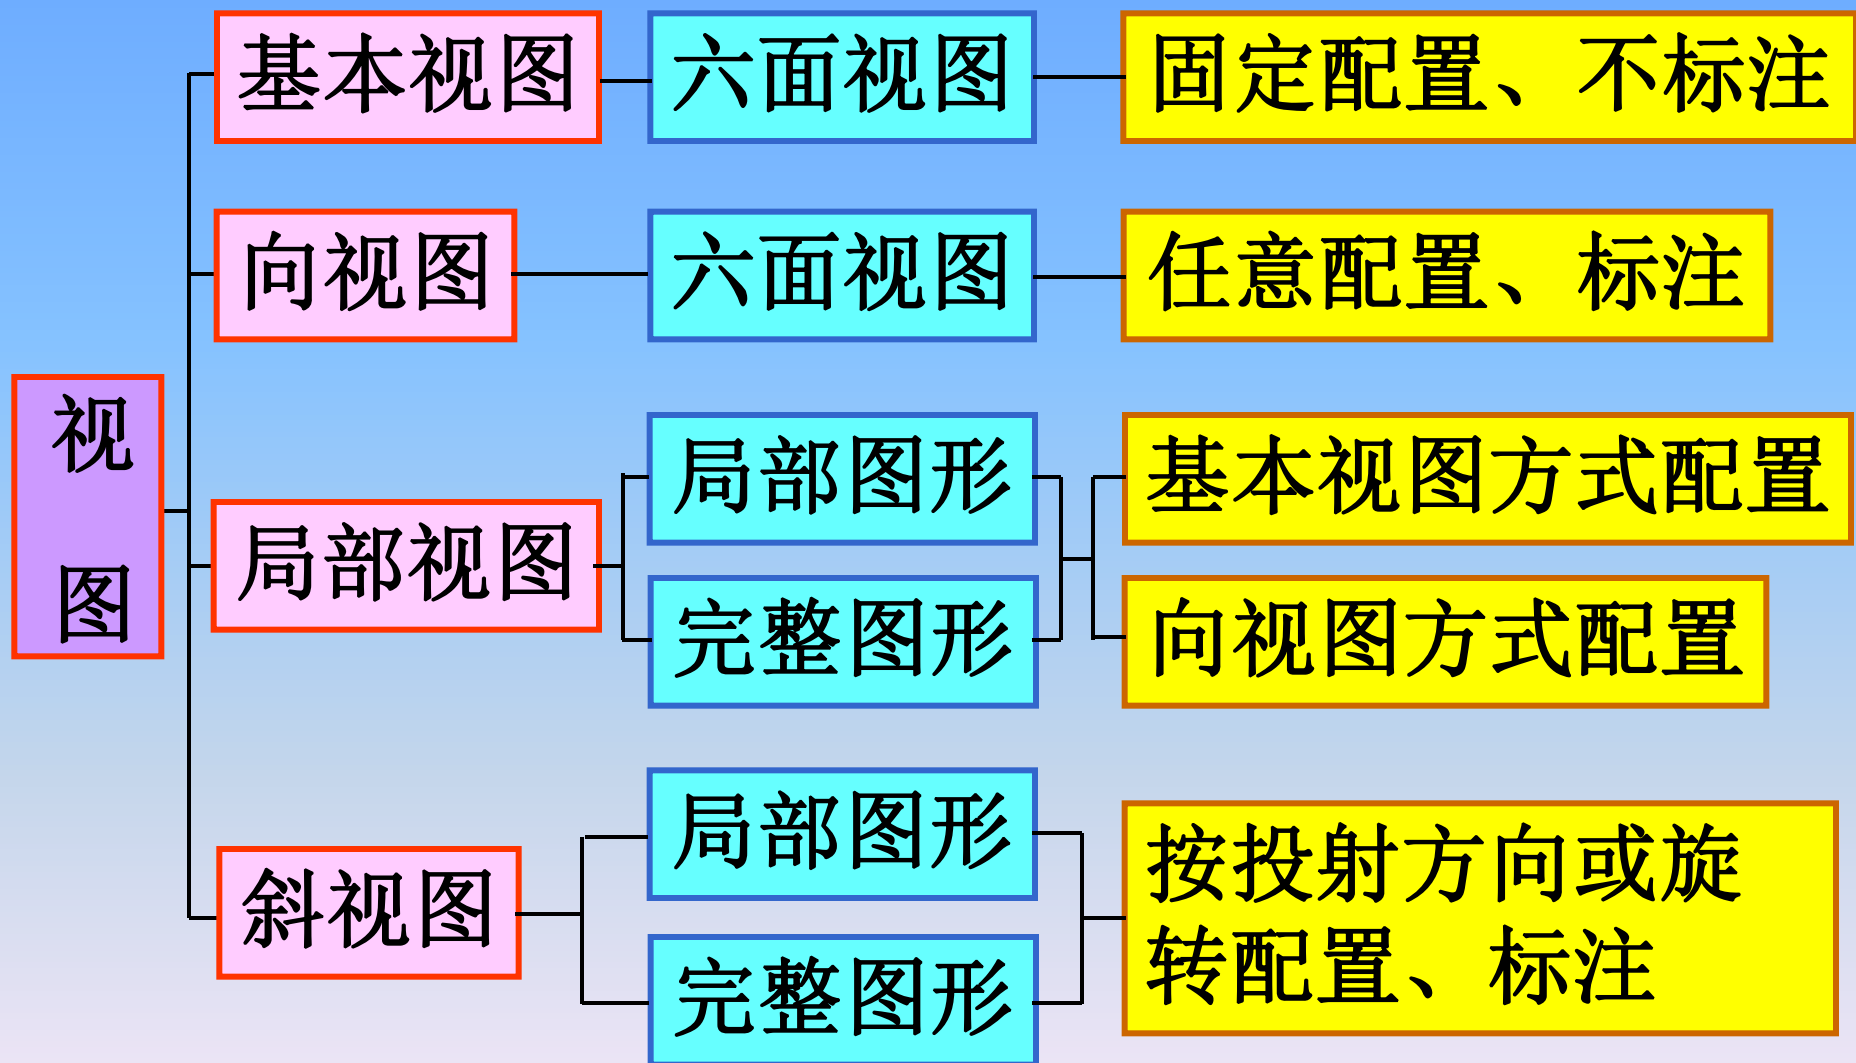 视
图
基本视图
六面视图
固定配置、不标注
向视图
六面视图
任意配置、标注
局部视图
局部图形
完整图形
基本视图方式配置
向视图方式配置
斜视图
局部图形
完整图形
按投射方向或旋
转配置、标注